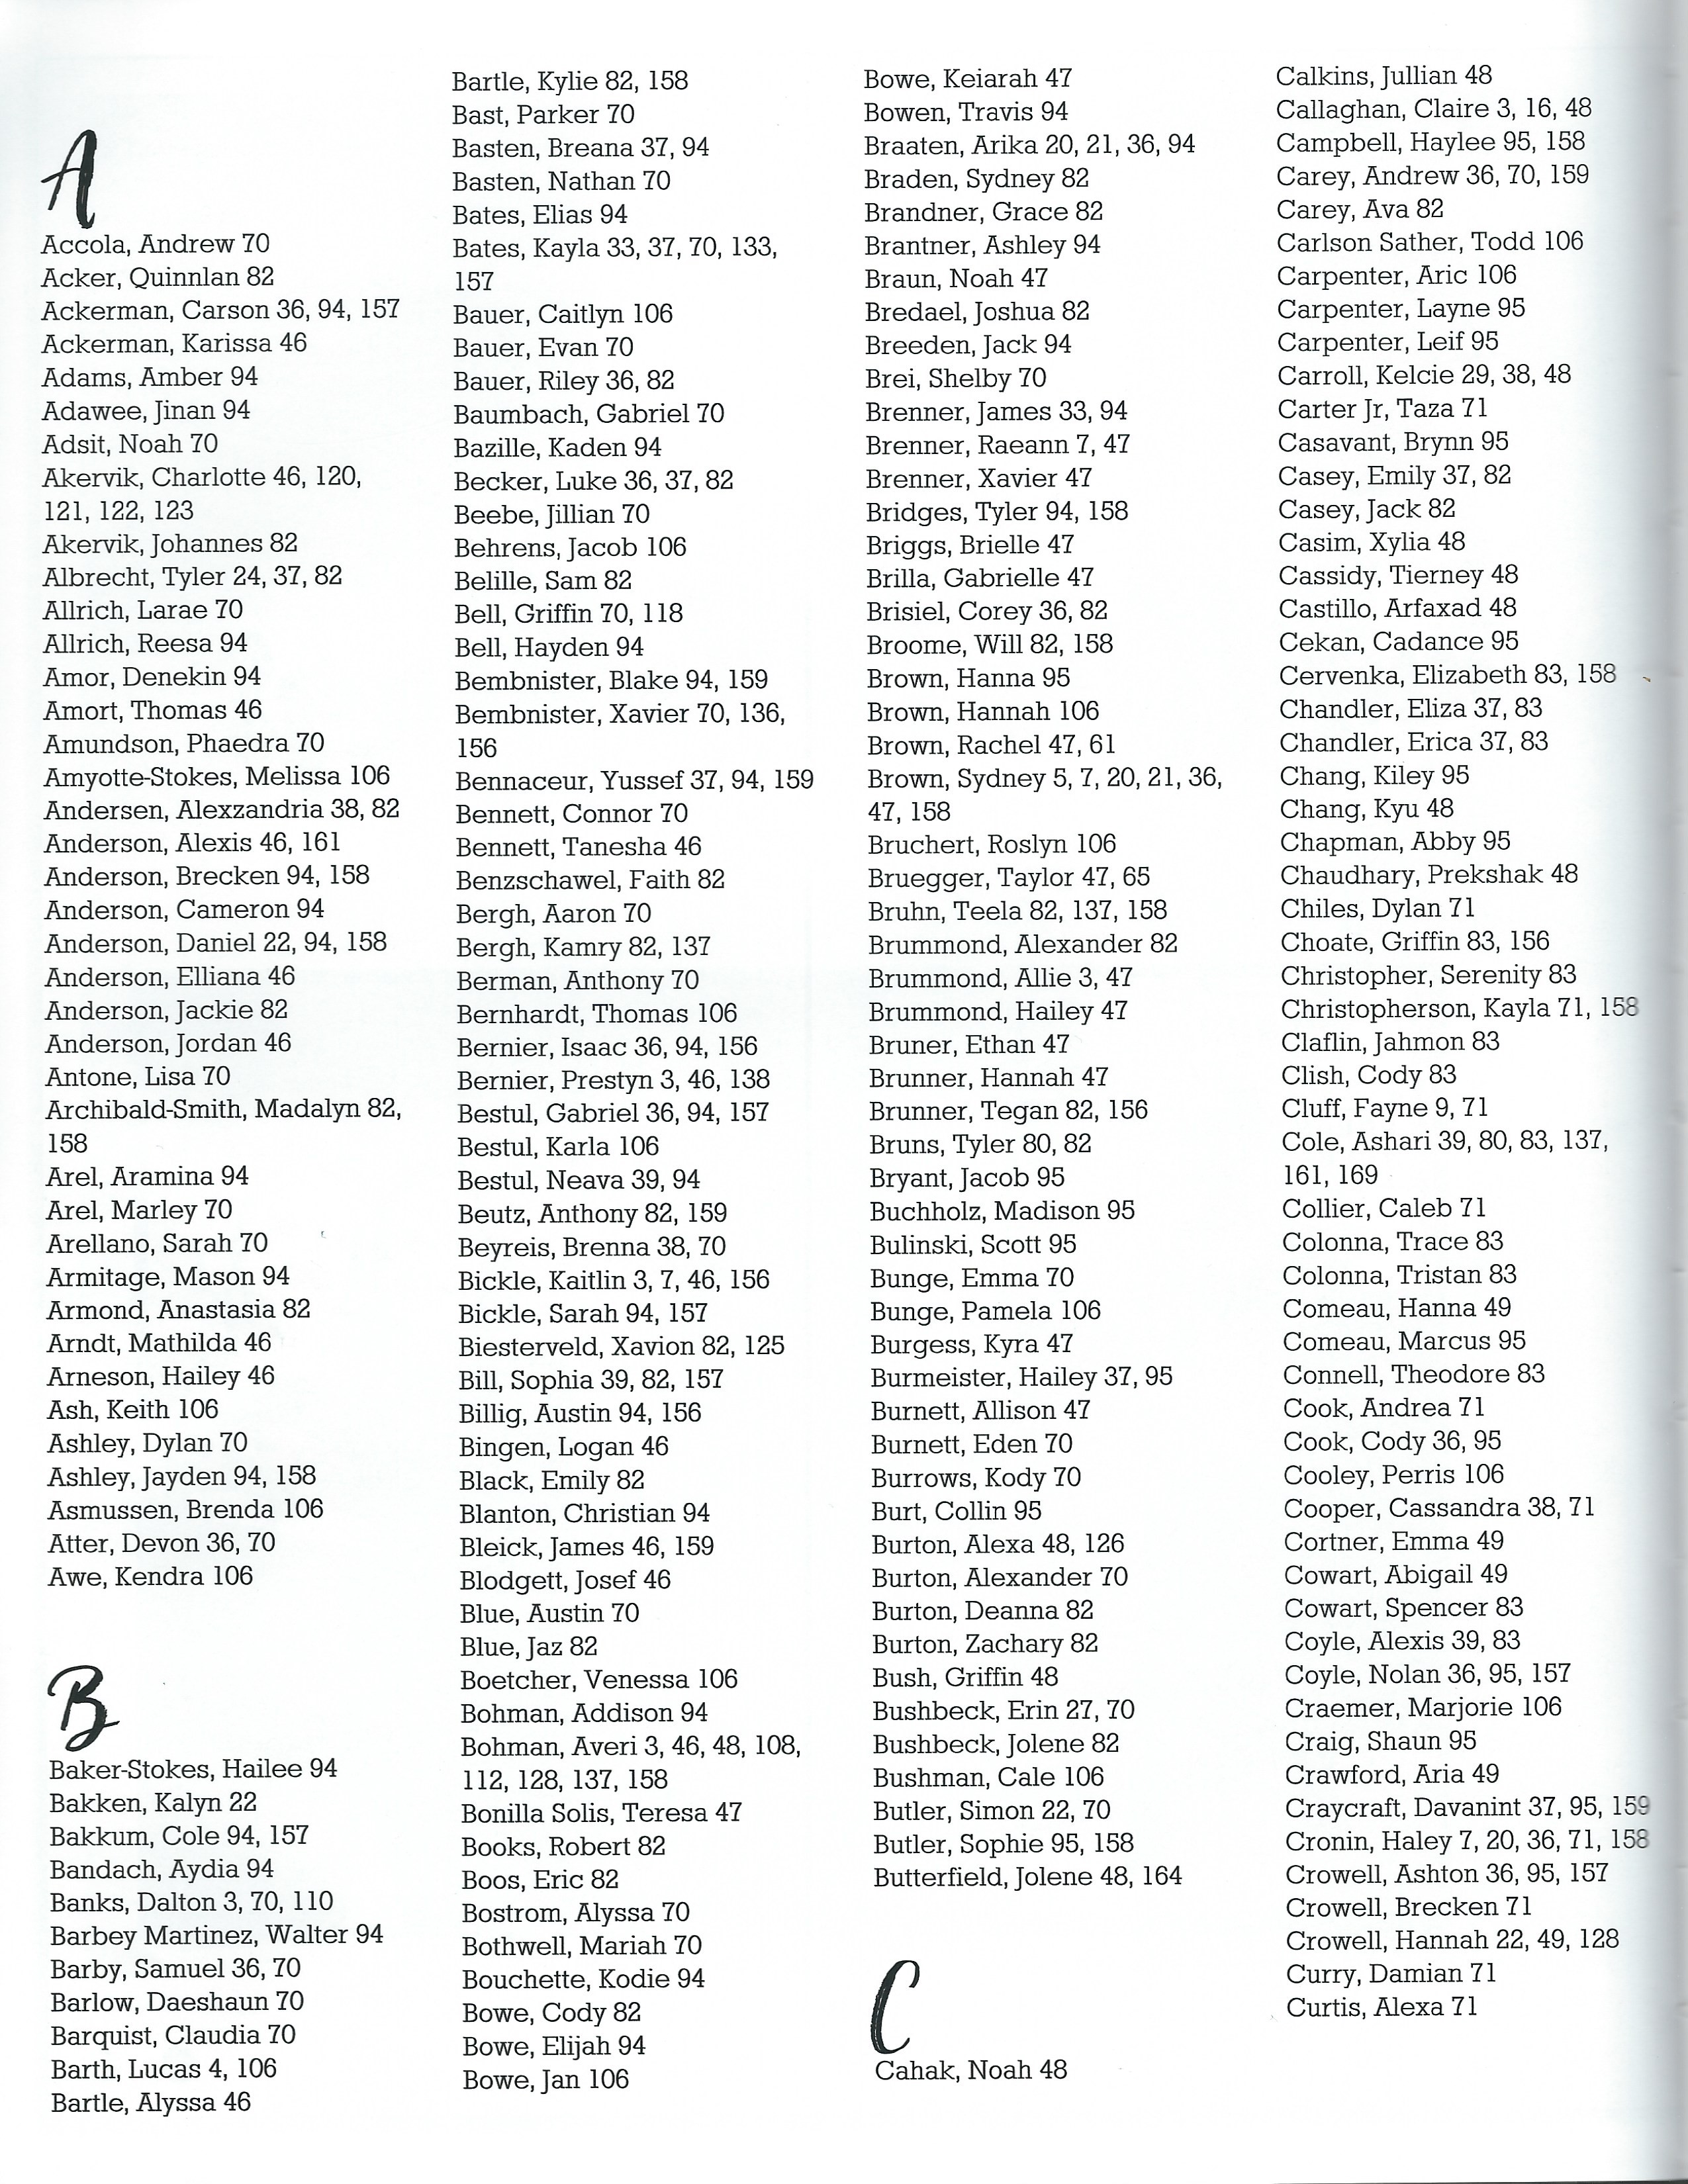 A
Accola, Andrew 70
Acker, Quinnlan 82
Ackerman, Carson 36, 94, 157
Ackerman, Karissa 46
Adams, Amber 94
Adawee, Jinan 94
Adsit, Noah 70
Akervik, Charlotte 46, 120,
121, 122, 123
Akervik, Johannes 82
Albrecht, Tyler 24, 37, 82
Allrich, Larae 70
Allrich, Reesa 94
Amor, Denekin 94
Amort, Thomas 46
Amundson, Phaedra 70
Amyotte-Stokes, Melissa 106
Andersen, Alexzandria 38, 82
Anderson, Alexis 46, 161
Anderson, Brecken 94, 158
Anderson, Cameron 94
Anderson, Daniel 22, 94, 158
Anderson, Elliana 46
Anderson, Jackie 82
Anderson, Jordan 46
Antone, Lisa 70
Archibald-Smith, Madalyn 82,
158
Arel, Aramina 94
Arel, Marley 70
Arellano, Sarah 70
Armitage, Mason 94
Armond, Anastasia 82
Arndt, Mathilda 46
Arneson, Hailey 46
Ash, Keith 106
Ashley, Dylan 70
Ashley, Jayden 94, 158
Asmussen, Brenda 106
Atter, Devon 36, 70
Awe, Kendra 106
B
Baker-Stokes, Hailee 94
Bakken, Kalyn 22
Bakkum, Cole 94, 157
Bandach, Aydia 94
Banks, Dalton 3, 70, 110
Barbey Martinez, Walter 94
Barby, Samuel 36, 70
Barlow, Daeshaun 70
Barquist, Claudia 70
Barth, Lucas 4, 106
Bartle, Alyssa 46
Bartle, Kylie 82, 158
Bast, Parker 70
Basten, Breana 37, 94
Basten, Nathan 70
Bates, Elias 94
Bates, Kayla 33, 37, 70, 133,
157
Bauer, Caitlyn 106
Bauer, Evan 70
Bauer, Riley 36, 82
Baumbach, Gabriel 70
Bazille, Kaden 94
Becker, Luke 36, 37, 82
Beebe, Jillian 70
Behrens, Jacob 106
Belille, Sam 82
Bell, Griffin 70, 118
Bell, Hayden 94
Bembnister, Blake 94, 159
Bembnister, Xavier 70, 136,
156
Bennaceur, Yussef 37, 94, 159
Bennett, Connor 70
Bennett, Tanesha 46
Benzschawel, Faith 82
Bergh, Aaron 70
Bergh, Kamry 82, 137
Berman, Anthony 70
Bernhardt, Thomas 106
Bernier, Isaac 36, 94, 156
Bernier, Prestyn 3, 46, 138
Bestul, Gabriel 36, 94, 157
Bestul, Karla 106
Bestul, Neava 39, 94
Beutz, Anthony 82, 159
Beyreis, Brenna 38, 70
Bickle, Kaitlin 3, 7, 46, 156
Bickle, Sarah 94, 157
Biesterveld, Xavion 82, 125
Bill, Sophia 39, 82, 157
Billig, Austin 94, 156
Bingen, Logan 46
Black, Emily 82
Blanton, Christian 94
Bleick, James 46, 159
Blodgett, Josef 46
Blue, Austin 70
Blue, Jaz 82
Boetcher, Venessa 106
Bohman, Addison 94
Bohman, Averi 3, 46, 48, 108,
112, 128, 137, 158
Bonilla Solis, Teresa 47
Books, Robert 82
Boos, Eric 82
Bostrom, Alyssa 70
Bothwell, Mariah 70
Bouchette, Kodie 94
Bowe, Cody 82
Bowe, Elijah 94
Bowe, Jan 106
Bowe, Keiarah 47
Bowen, Travis 94
Braaten, Arika 20, 21, 36, 94
Braden, Sydney 82
Brandner, Grace 82
Brantner, Ashley 94
Braun, Noah 47
Bredael, Joshua 82
Breeden, Jack 94
Brei, Shelby 70
Brenner, James 33, 94
Brenner, Raeann 7, 47
Brenner, Xavier 47
Bridges, Tyler 94, 158
Briggs, Brielle 47
Brilla, Gabrielle 47
Brisiel, Corey 36, 82
Broome, Will 82, 158
Brown, Hanna 95
Brown, Hannah 106
Brown, Rachel 47, 61
Brown, Sydney 5, 7, 20, 21, 36,
47, 158
Bruchert, Roslyn 106
Bruegger, Taylor 47, 65
Bruhn, Teela 82, 137, 158
Brummond, Alexander 82
Brummond, Allie 3, 47
Brummond, Hailey 47
Bruner, Ethan 47
Brunner, Hannah 47
Brunner, Tegan 82, 156
Bruns, Tyler 80, 82
Bryant, Jacob 95
Buchholz, Madison 95
Bulinski, Scott 95
Bunge, Emma 70
Bunge, Pamela 106
Burgess, Kyra 47
Burmeister, Hailey 37, 95
Burnett, Allison 47
Burnett, Eden 70
Burrows, Kody 70
Burt, Collin 95
Burton, Alexa 48, 126
Burton, Alexander 70
Burton, Deanna 82
Burton, Zachary 82
Bush, Griffin 48
Bushbeck, Erin 27, 70
Bushbeck, Jolene 82
Bushman, Cale 106
Butler, Simon 22, 70
Butler, Sophie 95, 158
Butterfield, Jolene 48, 164
C
Cahak, Noah 48
Calkins, Jullian 48
Callaghan, Claire 3, 16, 48
Campbell, Haylee 95, 158
Carey, Andrew 36, 70, 159
Carey, Ava 82
Carlson Sather, Todd 106
Carpenter, Aric 106
Carpenter, Layne 95
Carpenter, Leif 95
Carroll, Kelcie 29, 38, 48
Carter Jr, Taza 71
Casavant, Brynn 95
Casey, Emily 37, 82
Casey, Jack 82
Casim, Xylia 48
Cassidy, Tierney 48
Castillo, Arfaxad 48
Cekan, Cadance 95
Cervenka, Elizabeth 83, 158
Chandler, Eliza 37, 83
Chandler, Erica 37, 83
Chang, Kiley 95
Chang, Kyu 48
Chapman, Abby 95
Chaudhary, Prekshak 48
Chiles, Dylan 71
Choate, Griffin 83, 156
Christopher, Serenity 83
Christopherson, Kayla 71, 158
Claflin, Jahmon 83
Clish, Cody 83
Cluff, Fayne 9, 71
Cole, Ashari 39, 80, 83, 137,
161, 169
Collier, Caleb 71
Colonna, Trace 83
Colonna, Tristan 83
Comeau, Hanna 49
Comeau, Marcus 95
Connell, Theodore 83
Cook, Andrea 71
Cook, Cody 36, 95
Cooley, Perris 106
Cooper, Cassandra 38, 71
Cortner, Emma 49
Cowart, Abigail 49
Cowart, Spencer 83
Coyle, Alexis 39, 83
Coyle, Nolan 36, 95, 157
Craemer, Marjorie 106
Craig, Shaun 95
Crawford, Aria 49
Craycraft, Davanint 37, 95, 159
Cronin, Haley 7, 20, 36, 71, 158
Crowell, Ashton 36, 95, 157
Crowell, Brecken 71
Crowell, Hannah 22, 49, 128
Curry, Damian 71
Curtis, Alexa 71